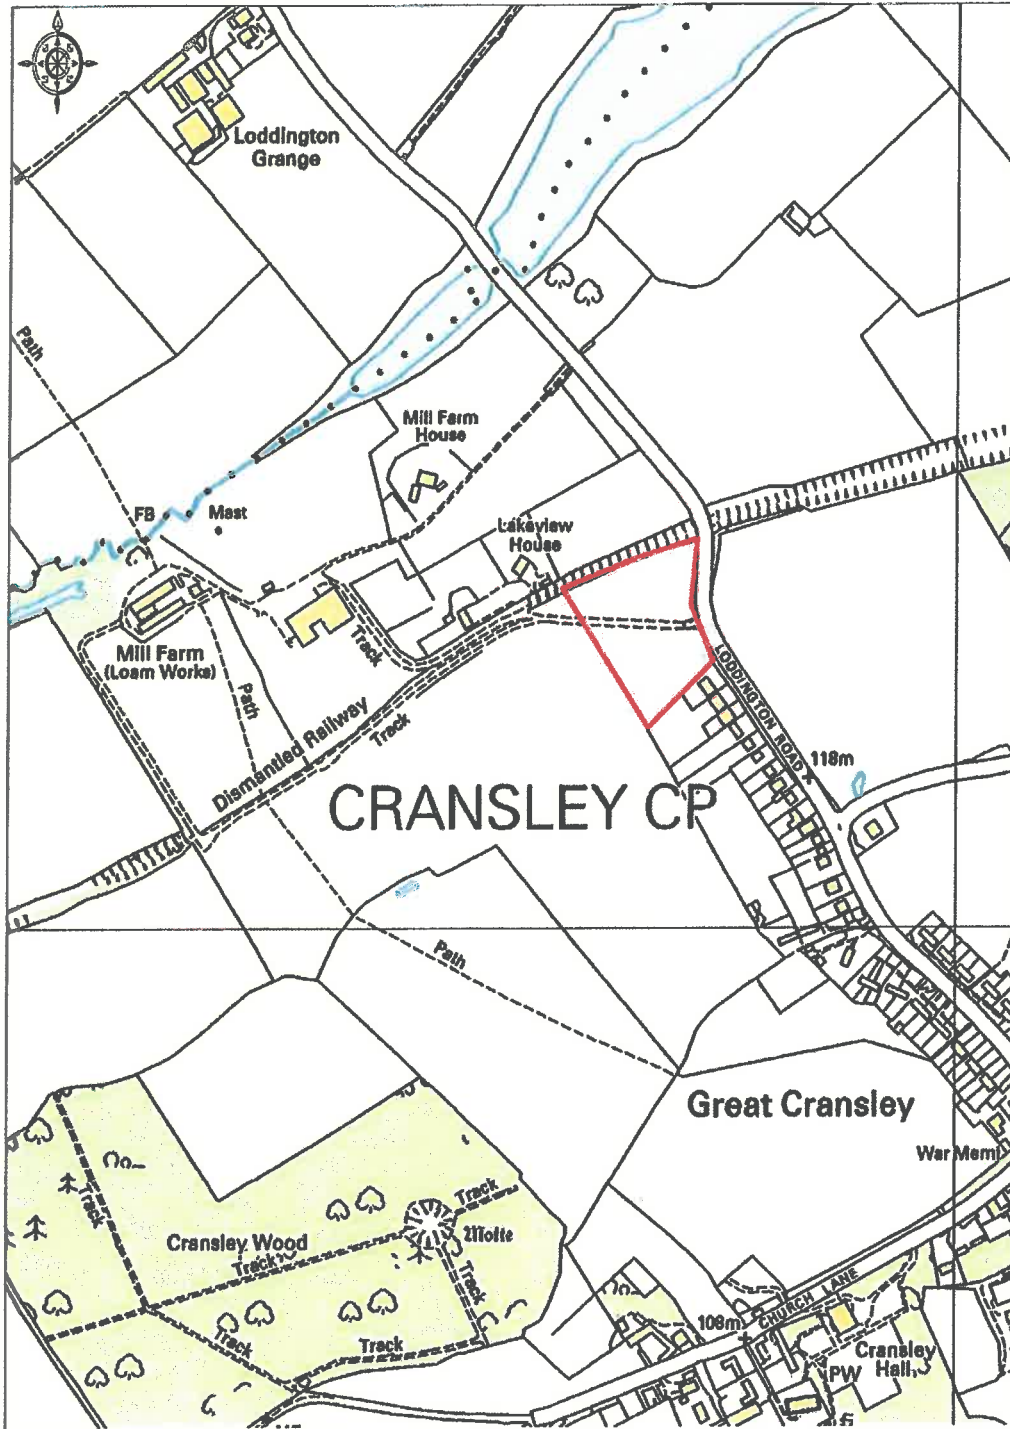 Loddington
Grange
Path
Mill Farm
House
FB
Mast
Lakeview
House
Mill Farm
(Loam Works)
Track
Path
Dismantled Railway
Track
LODDINGTON ROAD
118m
CRANSLEY CP
Path
Great Cransley
War Meml
Track
Track
Cransley Wood
Track
Motte
Track
Track
Track
CHURCH LANE
108m
Cransley
Hall
PW